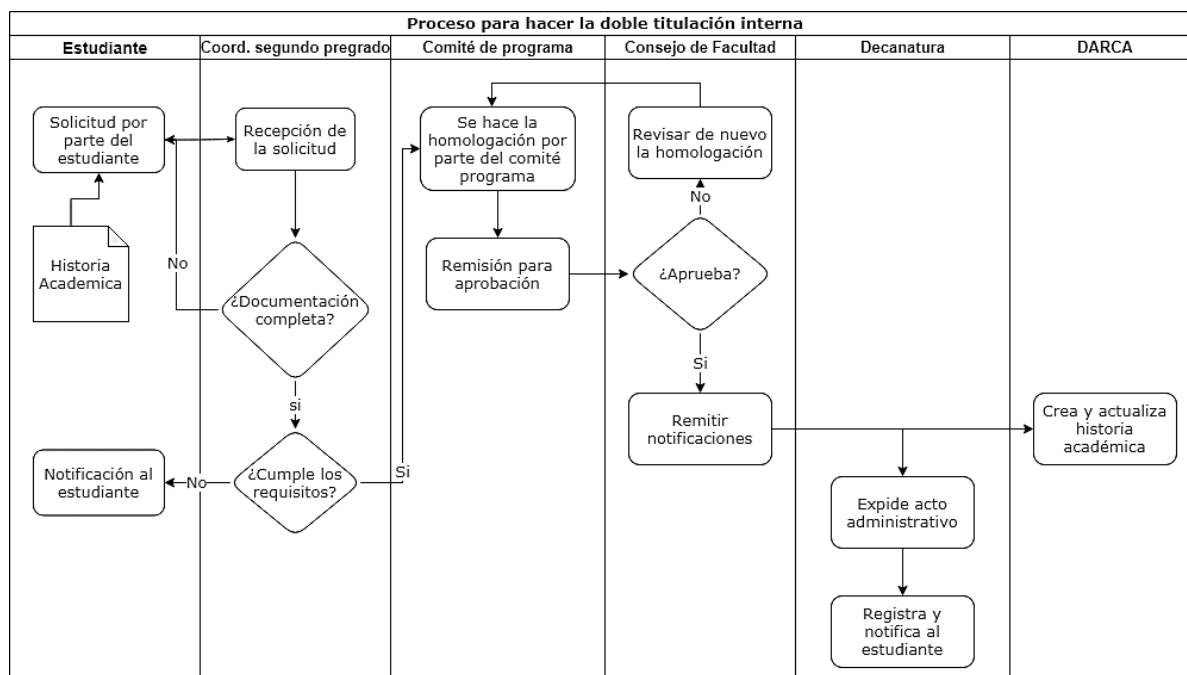 Proceso para hacer la doble titulación interna
Estudiante
Coord. segundo pregrado
Comité de programa
Consejo de Facultad
Decanatura
DARCA
Solicitud por
parte del
estudiante
Recepción de
la solicitud
Se hace la
homologación por
parte del comité
programa
Revisar de nuevo
la homologación
No
Historia
Academica
No
¿Documentación
completa?
Remisión para
aprobación
¿Aprueba?
Si
si
Remitir
notificaciones
Crea y actualiza
historia
académica
Notificación al
estudiante
No
¿Cumple los
requisitos?
Si
Expide acto
administrativo
Registra y
notifica al
estudiante